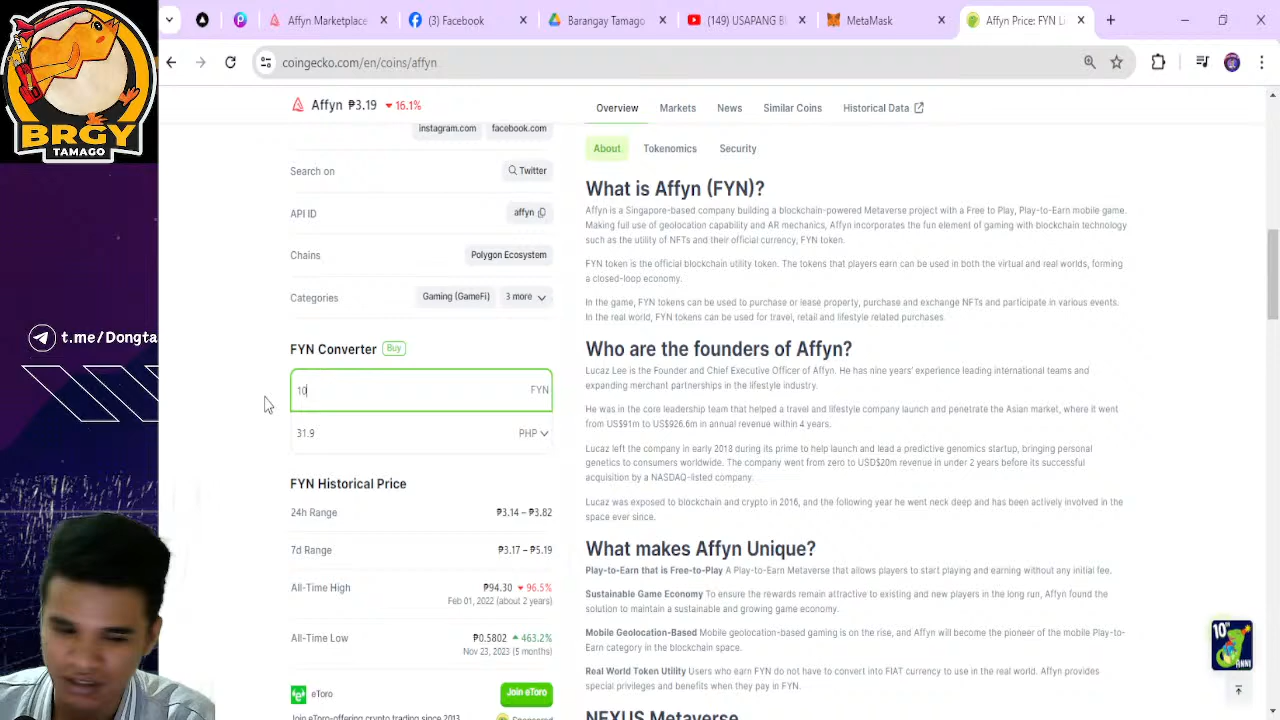 Affyn Marketplace
(3) Facebook
Barangay Tamago
(149) USAPANG B
MetaMask
Affyn Price: FYN Li
coingecko.com/en/coins/affyn
BRGY
TAMAGO
t.me/Dongta
Affyn ₱3.19 16.1%
Overview
Markets
News
Similar Coins
Historical Data
instagram.com
facebook.com
Search on
Twitter
API ID
affyn
Chains
Polygon Ecosystem
Categories
Gaming (GameFi)
3 more
FYN Converter
Buy
10
FYN
31.9
PHP
FYN Historical Price
24h Range
₱3.14 – ₱3.82
7d Range
₱3.17 – ₱5.19
All-Time High
₱94.30 96.5%
Feb 01, 2022 (about 2 years)
All-Time Low
₱0.5802 463.2%
Nov 23, 2023 (5 months)
eToro
Join eToro
Join eToro-offering crypto trading since 2013
Sponsored
About
Tokenomics
Security
What is Affyn (FYN)?
Affyn is a Singapore-based company building a blockchain-powered Metaverse project with a Free to Play, Play-to-Earn mobile game.
Making full use of geolocation capability and AR mechanics, Affyn incorporates the fun element of gaming with blockchain technology
such as the utility of NFTs and their official currency, FYN token.
FYN token is the official blockchain utility token. The tokens that players earn can be used in both the virtual and real worlds, forming
a closed-loop economy.
In the game, FYN tokens can be used to purchase or lease property, purchase and exchange NFTs and participate in various events.
In the real world, FYN tokens can be used for travel, retail and lifestyle related purchases.
Who are the founders of Affyn?
Lucaz Lee is the Founder and Chief Executive Officer of Affyn. He has nine years' experience leading international teams and
expanding merchant partnerships in the lifestyle industry.
He was in the core leadership team that helped a travel and lifestyle company launch and penetrate the Asian market, where it went
from US$91m to US$926.6m in annual revenue within 4 years.
Lucaz left the company in early 2018 during its prime to help launch and lead a predictive genomics startup, bringing personal
genetics to consumers worldwide. The company went from zero to USD$20m revenue in under 2 years before its successful
acquisition by a NASDAQ-listed company.
Lucaz was exposed to blockchain and crypto in 2016, and the following year he went neck deep and has been actively involved in the
space ever since.
What makes Affyn Unique?
Play-to-Earn that is Free-to-Play A Play-to-Earn Metaverse that allows players to start playing and earning without any initial fee.
Sustainable Game Economy To ensure the rewards remain attractive to existing and new players in the long run, Affyn found the
solution to maintain a sustainable and growing game economy.
Mobile Geolocation-Based Mobile geolocation-based gaming is on the rise, and Affyn will become the pioneer of the mobile Play-to-
Earn category in the blockchain space.
Real World Token Utility Users who earn FYN do not have to convert into FIAT currency to use in the real world. Affyn provides
special privileges and benefits when they pay in FYN.
NEXUS Metaverse